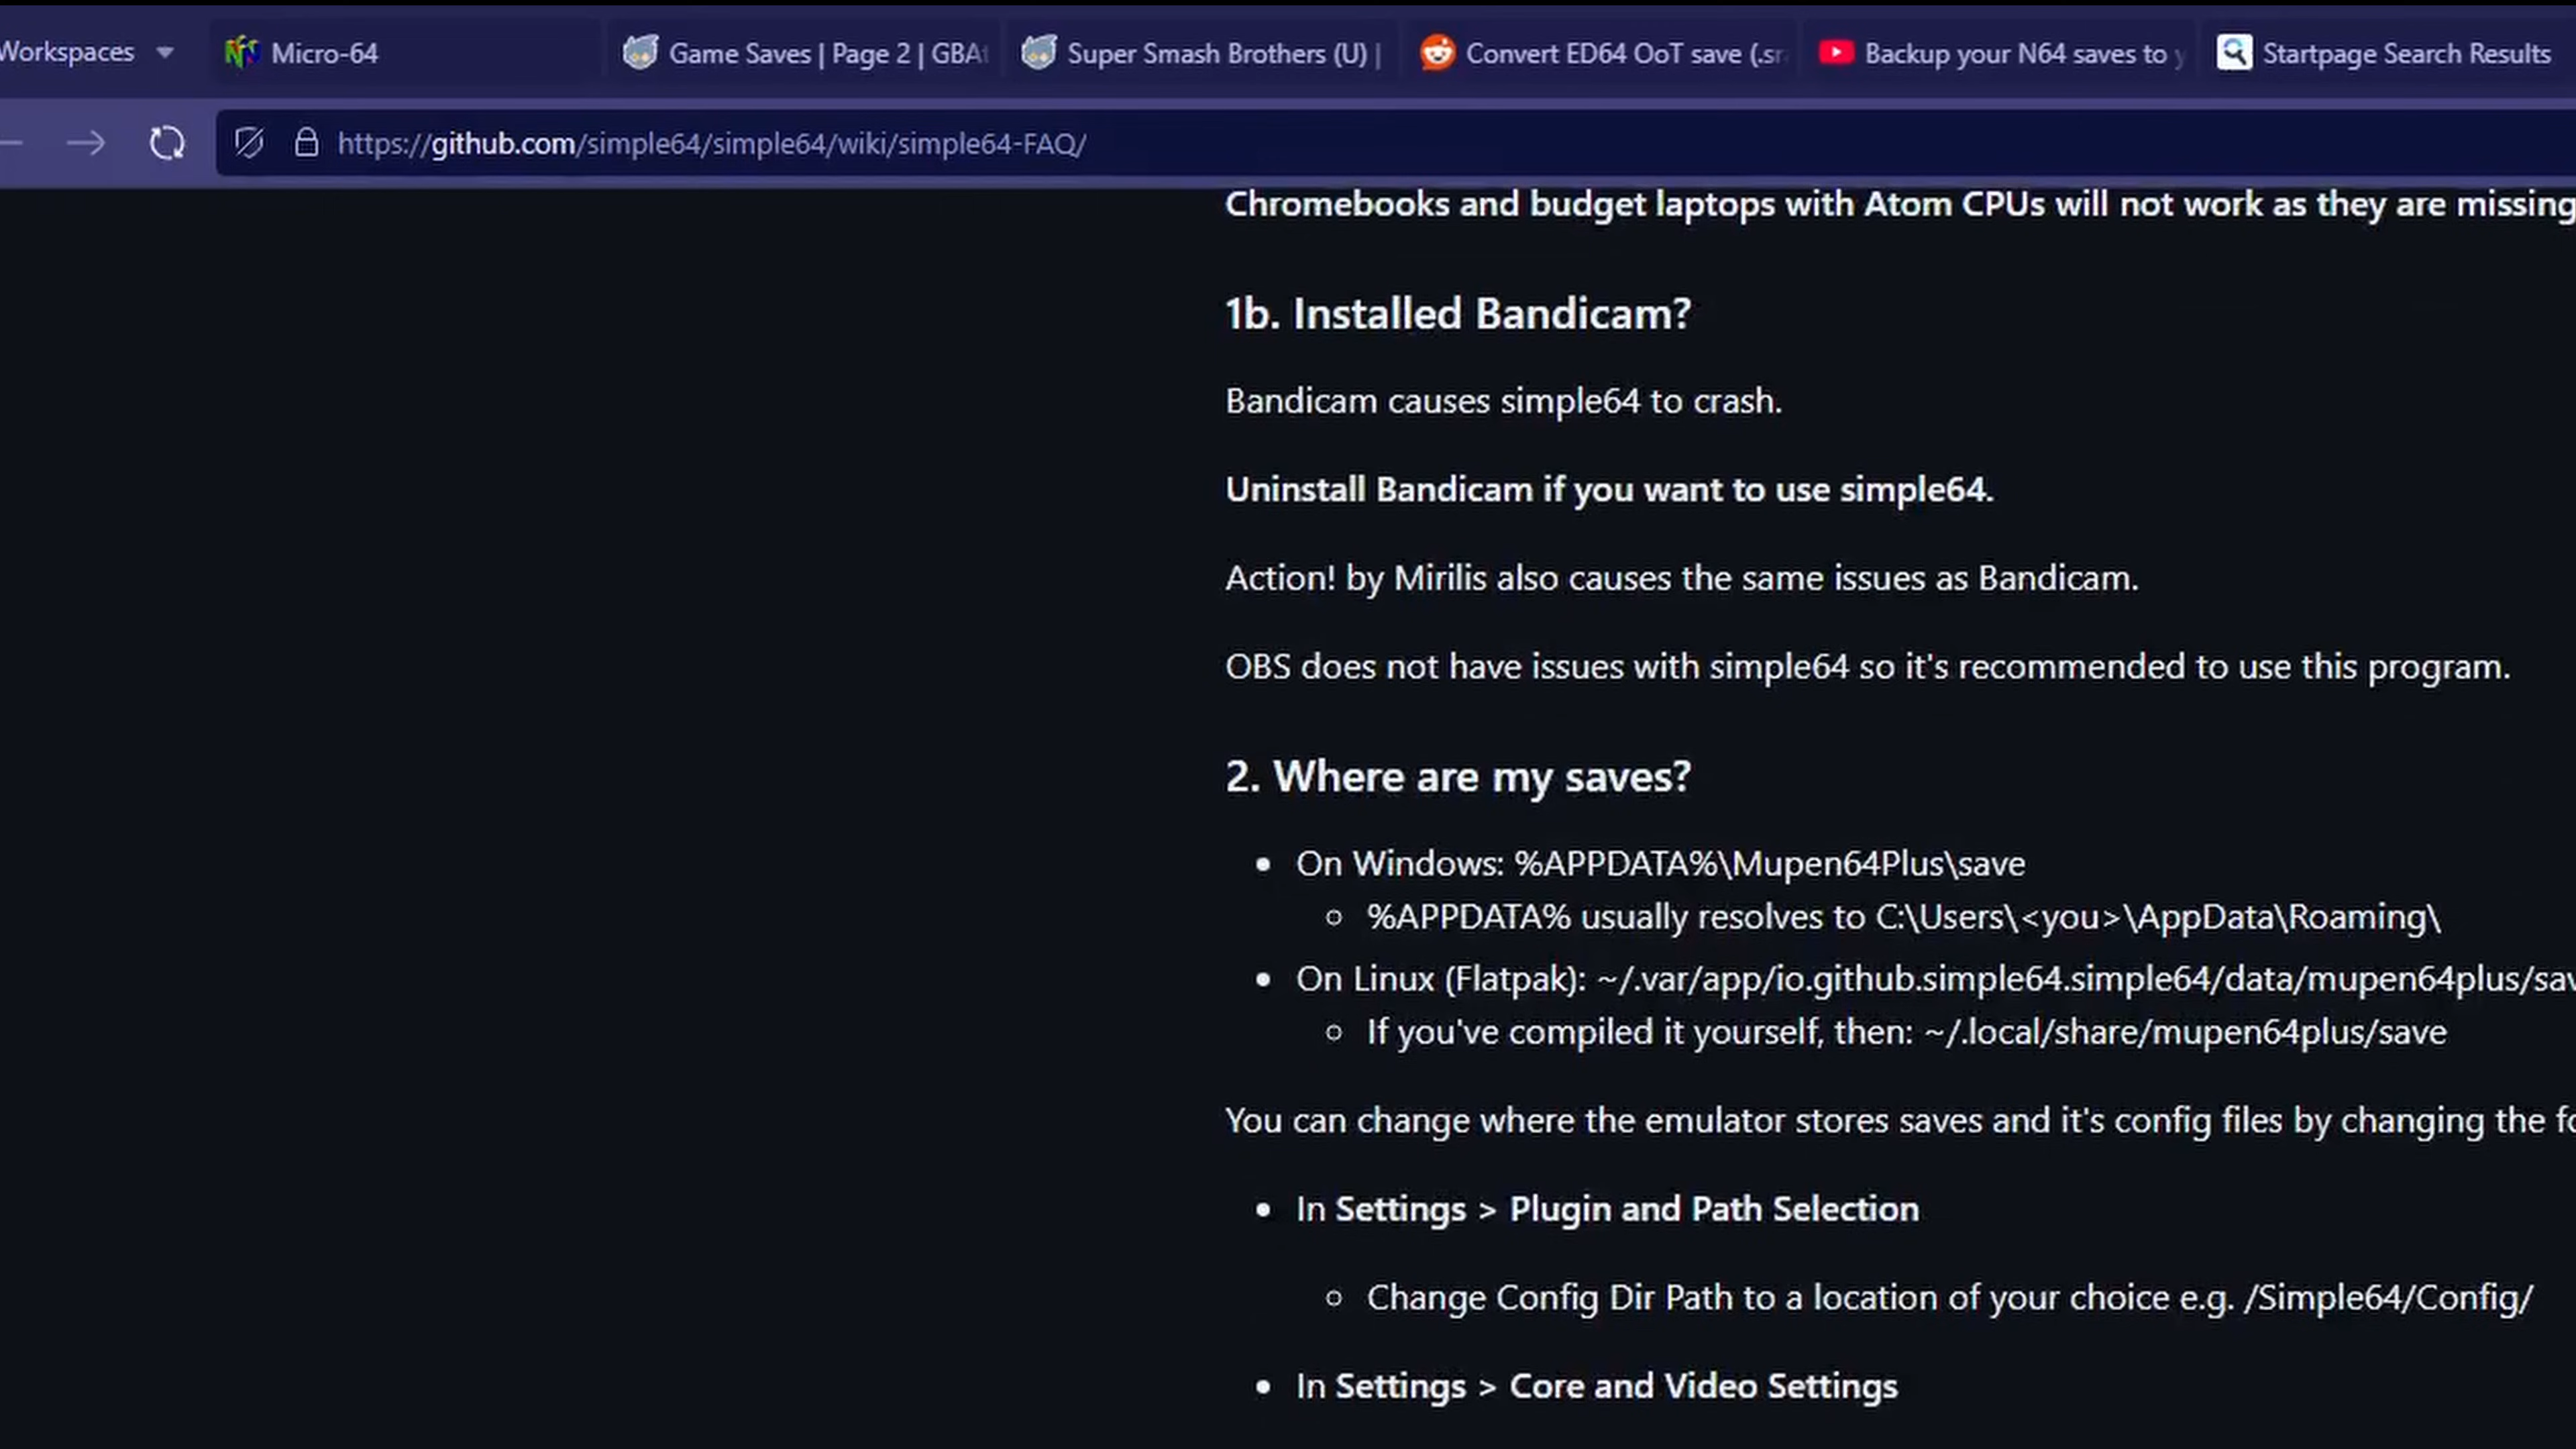 Workspaces
Micro-64
Game Saves | Page 2 | GBAt
Super Smash Brothers (U) |
Convert ED64 OoT save (.sra
Backup your N64 saves to y
Startpage Search Results
https://github.com/simple64/simple64/wiki/simple64-FAQ/
Chromebooks and budget laptops with Atom CPUs will not work as they are missing
1b. Installed Bandicam?
Bandicam causes simple64 to crash.
Uninstall Bandicam if you want to use simple64.
Action! by Mirilis also causes the same issues as Bandicam.
OBS does not have issues with simple64 so it's recommended to use this program.
2. Where are my saves?
On Windows: %APPDATA%\Mupen64Plus\save
%APPDATA% usually resolves to C:\Users\<you>\AppData\Roaming\
On Linux (Flatpak): ~/.var/app/io.github.simple64.simple64/data/mupen64plus/sav
If you've compiled it yourself, then: ~/.local/share/mupen64plus/save
You can change where the emulator stores saves and it's config files by changing the fo
In Settings > Plugin and Path Selection
Change Config Dir Path to a location of your choice e.g. /Simple64/Config/
In Settings > Core and Video Settings